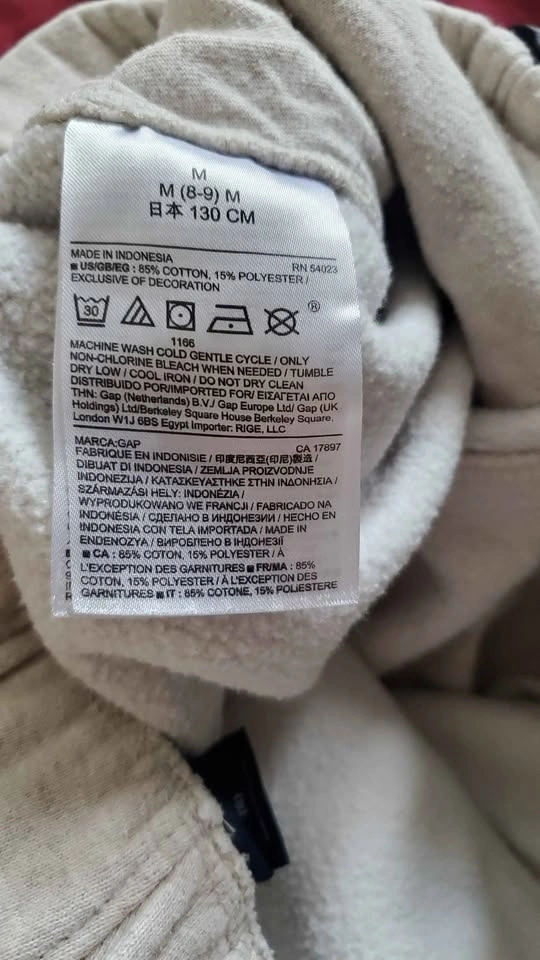 M
M (8-9) M
日本 130 CM
MADE IN INDONESIA RN 54023
■ US/GB/EG : 85% COTTON, 15% POLYESTER /
EXCLUSIVE OF DECORATION
30 ®
1166
MACHINE WASH COLD GENTLE CYCLE / ONLY
NON-CHLORINE BLEACH WHEN NEEDED / TUMBLE
DRY LOW / COOL IRON / DO NOT DRY CLEAN
DISTRIBUIDO POR/IMPORTED FOR/ ΕΙΣΑΓΕΤΑΙ ΑΠΟ
ΤΗΝ: Gap (Netherlands) B.V./ Gap Europe Ltd/ Gap (UK
Holdings) Ltd/Berkeley Square House Berkeley Square,
London W1J 6BS Egypt Importer: RIGE, LLC
MARCA:GAP CA 17897
FABRIQUE EN INDONISIE / 印度尼西亞(印尼)製造 /
DIBUAT DI INDONESIA / ZEMLJA PROIZVODNJE
INDONEZIJA / ΚΑΤΑΣΚΕΥΑΣΤΗΚΕ ΣΤΗΝ ΙΝΔΟΝΗΣΙΑ /
SZÁRMAZÁSI HELY: INDONÉZIA /
WYPRODUKOWANO WE FRANCJI / FABRICADO NA
INDONÉSIA / СДЕЛАНО В ИНДОНЕЗИИ / HECHO EN
INDONESIA CON TELA IMPORTADA / MADE IN
ENDENOZYA / ВИРОБЛЕНО В ІНДОНЕЗІЇ
■ CA : 85% COTON, 15% POLYESTER / À
L'EXCEPTION DES GARNITURES ■ FR/MA : 85%
COTON, 15% POLYESTER / À L'EXCEPTION DES
GARNITURES ■ IT : 85% COTONE, 15% POLIESTERE